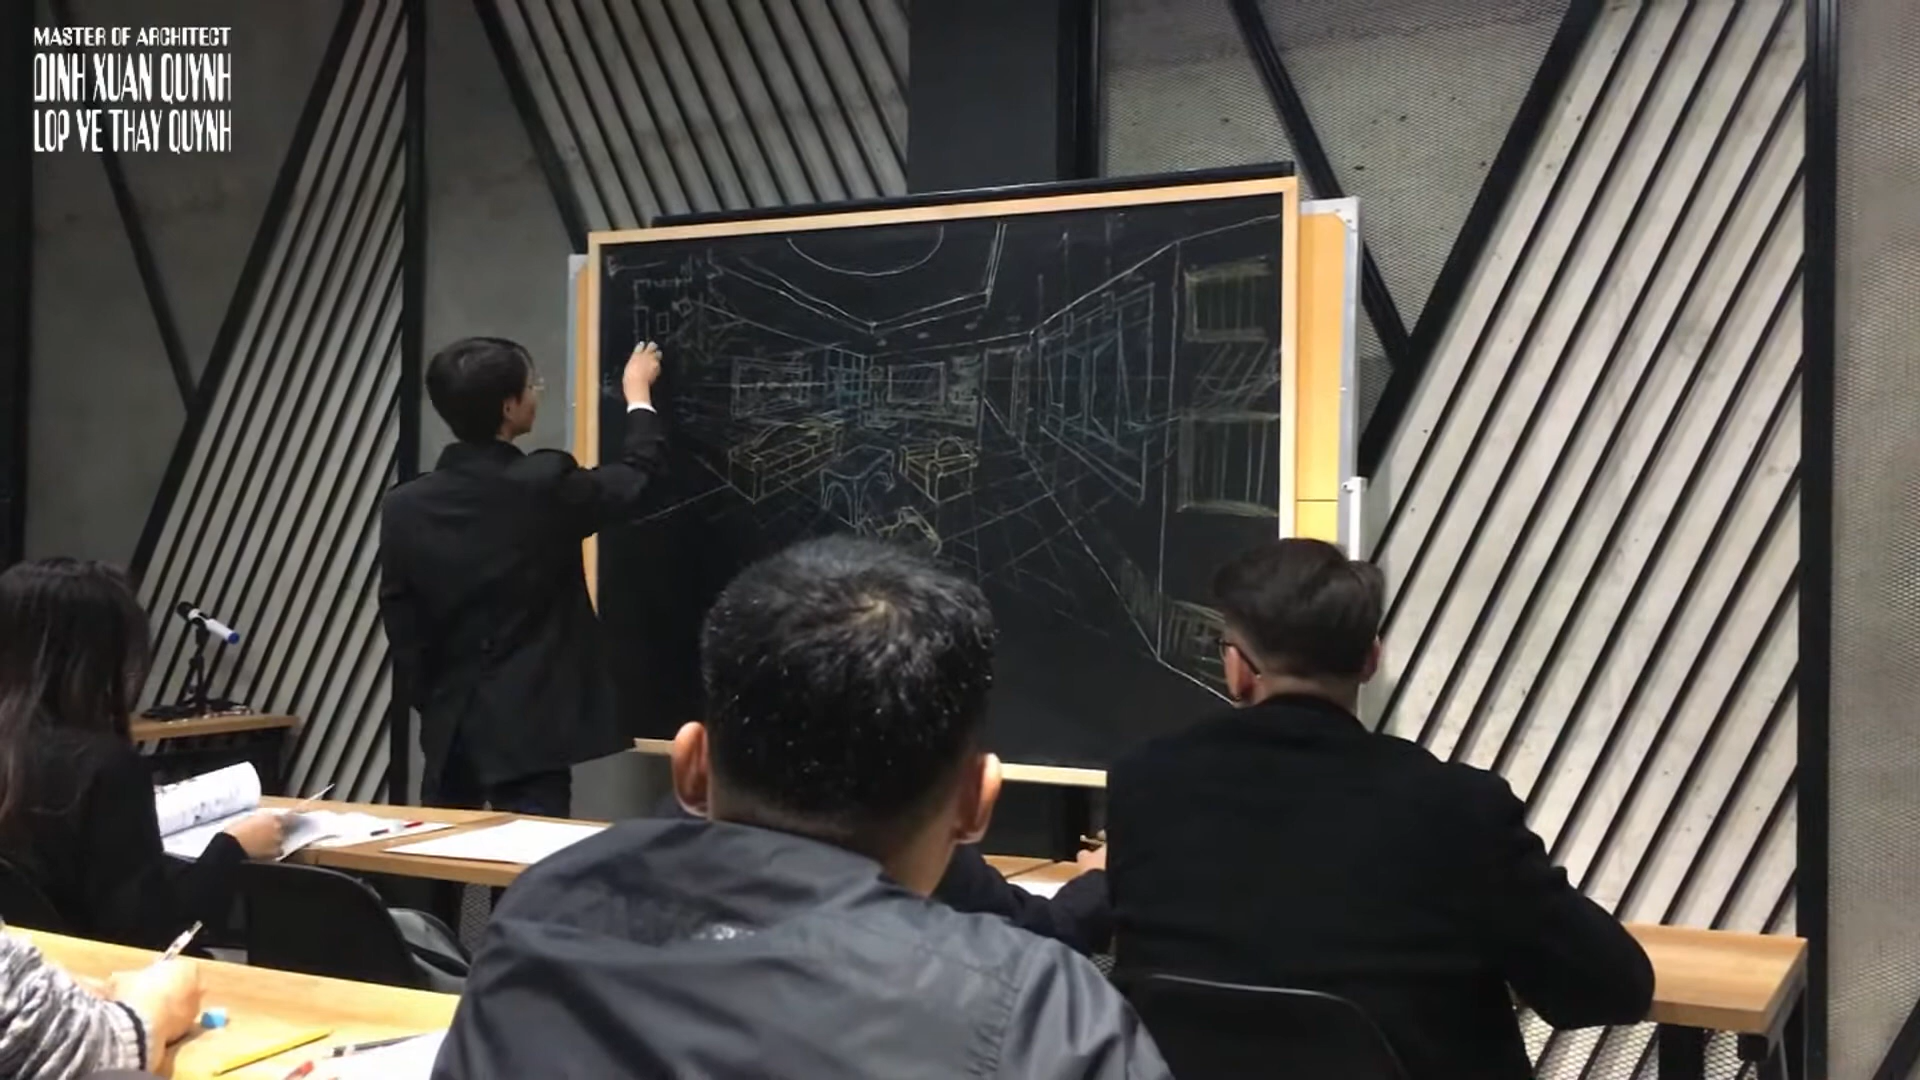 MASTER OF ARCHITECT
DINH XUAN QUYNH
LOP VE THAY QUYNH